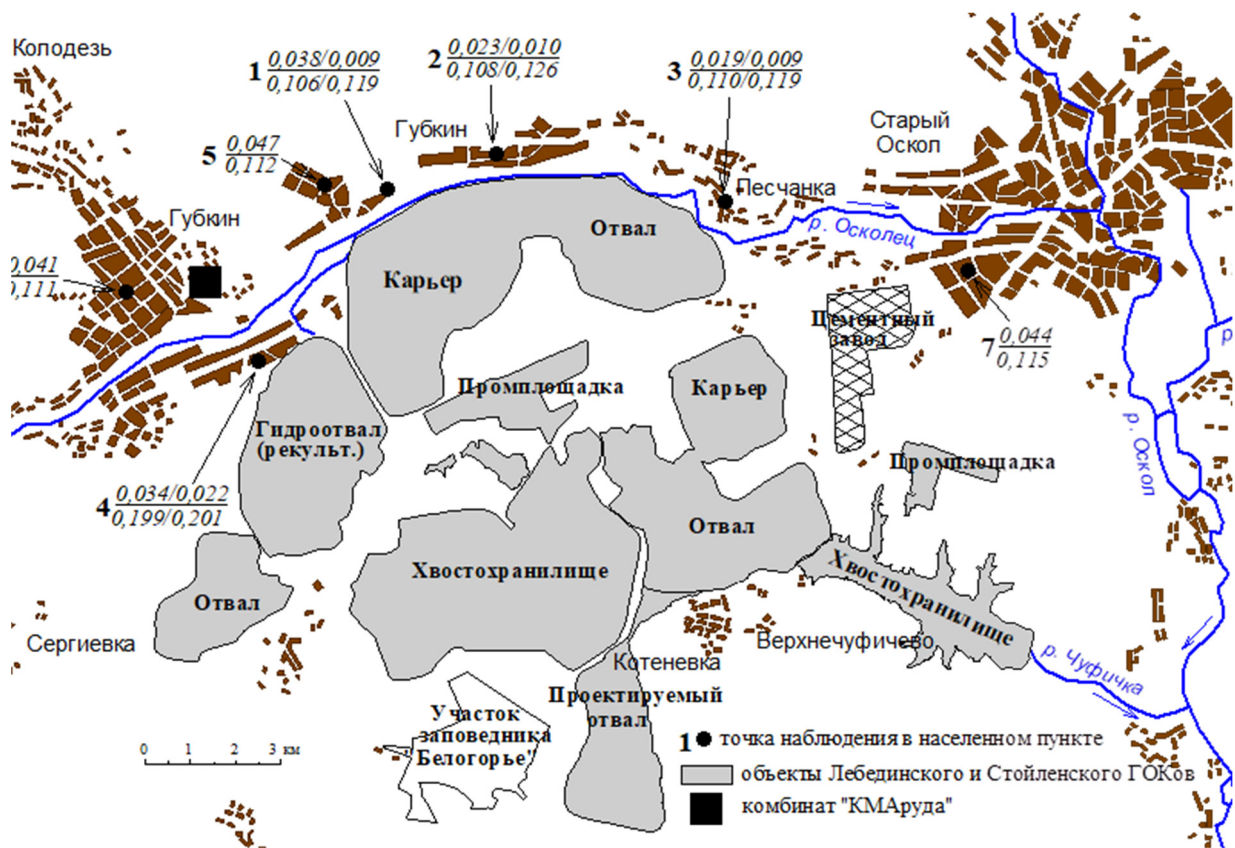 Колодезь
1 0,038/0,009
0,106/0,119
2 0,023/0,010
0,108/0,126
3 0,019/0,009
0,110/0,119
Губкин
Старый
Оскол
5 0,047
0,112
Песчанка
Губкин
Отвал
р. Осколец
0,041
0,111
Карьер
Цементный
завод
7 0,044
0,115
Промплощадка
Карьер
Гидроотвал
(рекульт.)
р. Оскол
Промплощадка
4 0,034/0,022
0,199/0,201
Отвал
Хвостохранилище
Хвостохранилище
Отвал
Сергиевка
Верхнечуфичево
Котеневка
р. Чуфичка
Проектируемый
отвал
Участок
заповедника
Белогорье"
0 1 2 3 км
1 точка наблюдения в населенном пункте
объекты Лебединского и Стойленского ГОКов
комбинат "КМАруда"